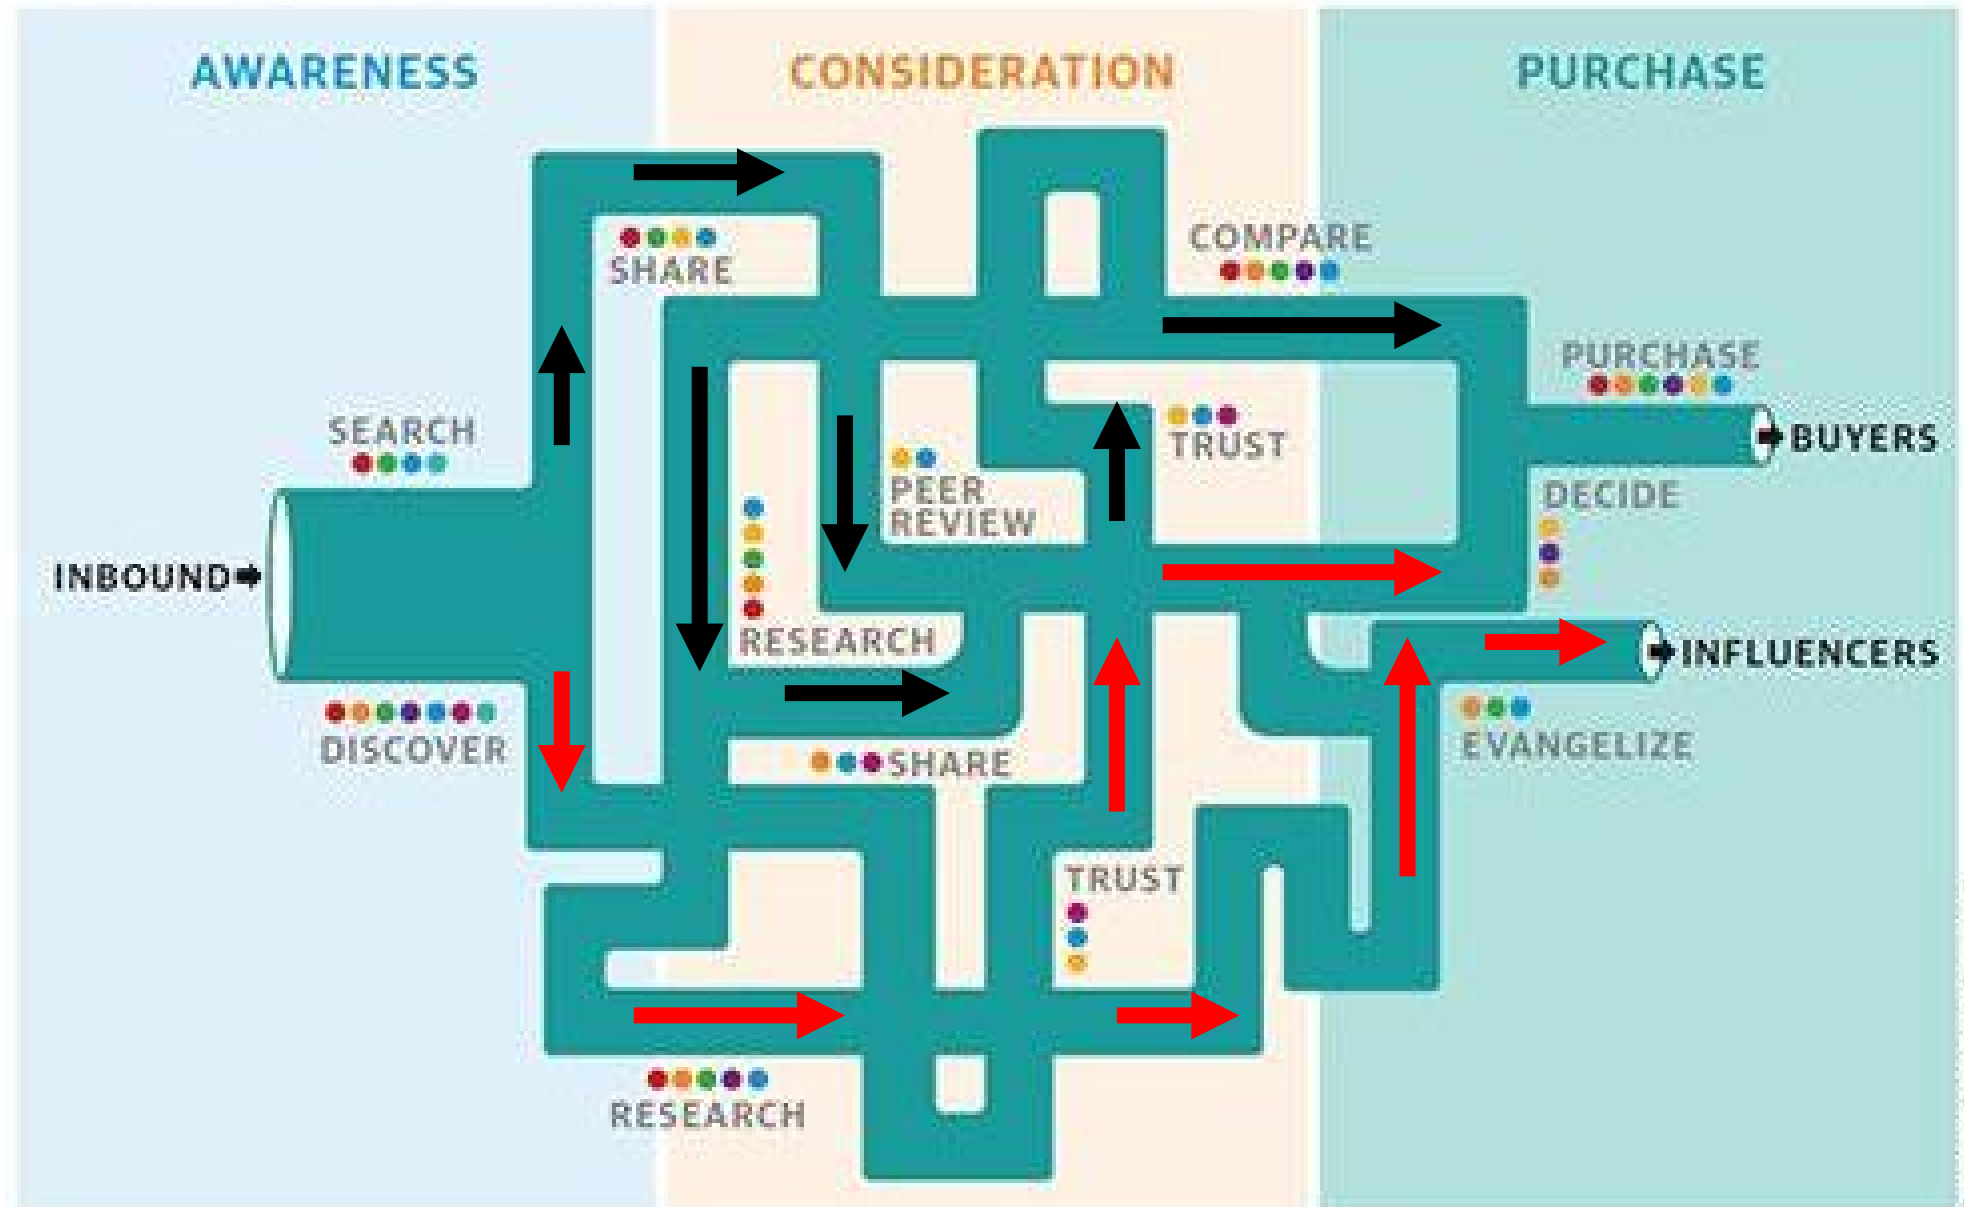 AWARENESS
CONSIDERATION
PURCHASE
SHARE
COMPARE
PURCHASE
BUYERS
SEARCH
TRUST
PEER
REVIEW
DECIDE
INBOUND
RESEARCH
INFLUENCERS
DISCOVER
SHARE
EVANGELIZE
TRUST
RESEARCH